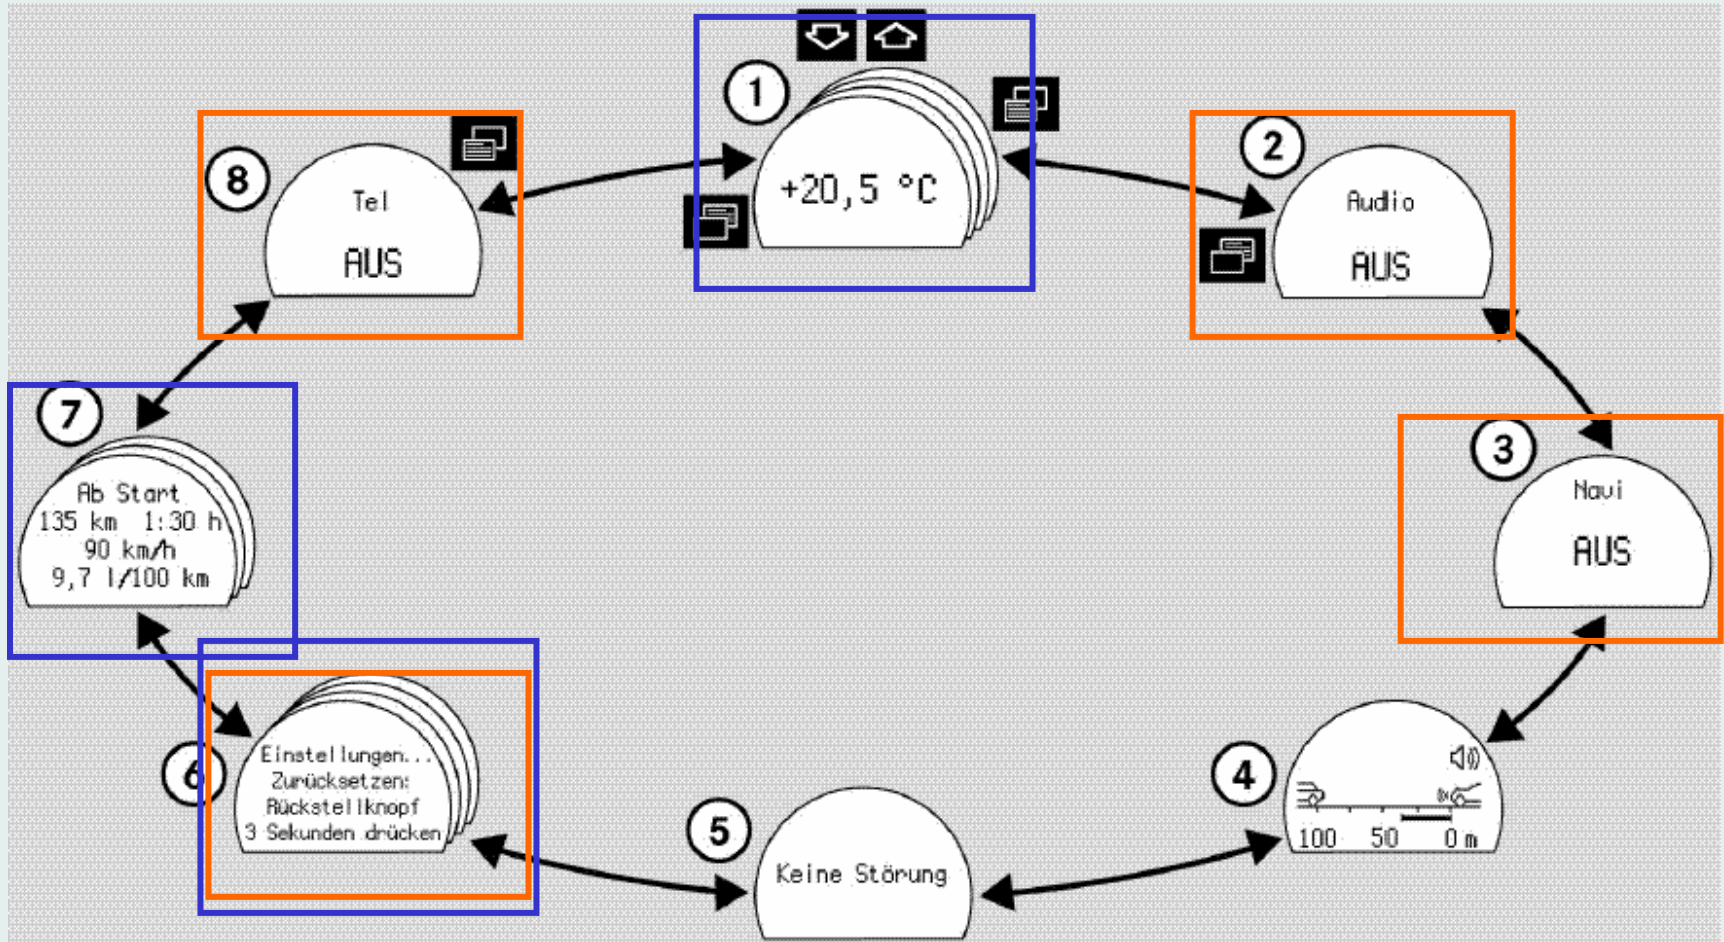 1
+20,5 °C
2
Audio
AUS
3
Navi
AUS
4
100 50 0 m
5
Keine Störung
6
Einstellungen...
Zurücksetzen:
Rückstellknopf
3 Sekunden drücken
7
Ab Start
135 km 1:30 h
90 km/h
9,7 l/100 km
8
Tel
AUS